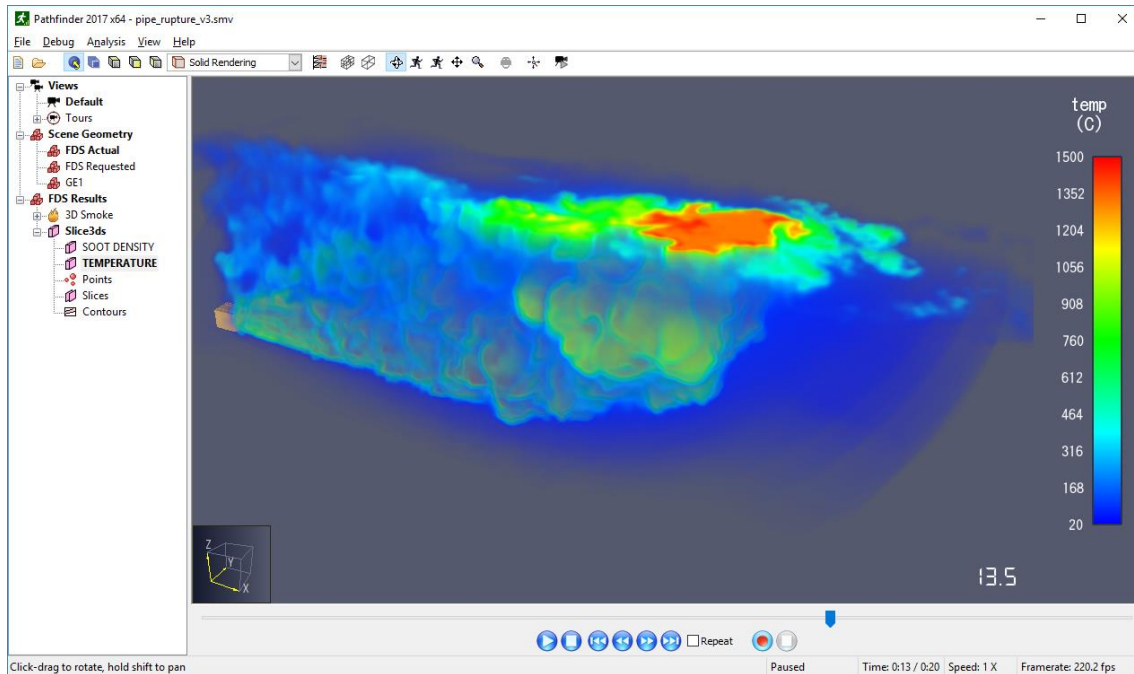 Pathfinder 2017 x64 - pipe_rupture_v3.smv
File Debug Analysis View Help
Solid Rendering
Views
Default
Tours
Scene Geometry
FDS Actual
FDS Requested
GE1
FDS Results
3D Smoke
Slice3ds
SOOT DENSITY
TEMPERATURE
Points
Slices
Contours
temp
(C)
1500
1352
1204
1056
908
760
612
464
316
168
20
Z
Y
X
13.5
Repeat
Click-drag to rotate, hold shift to pan
Paused
Time: 0:13 / 0:20
Speed: 1 X
Framerate: 220.2 fps